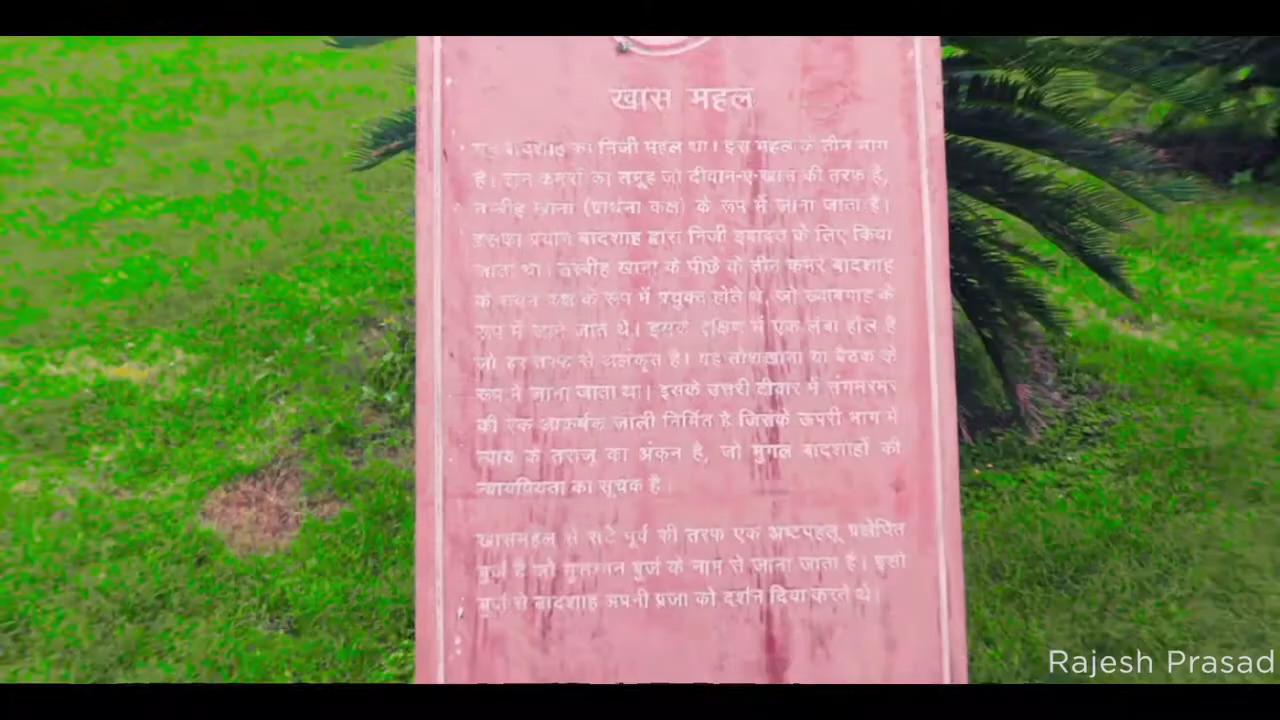 खास महल
यह बादशाह का निजी महल था। इस महल के तीन भाग
है। तीन कमरों का समूह जो दीवान-ए-खास की तरफ है,
तस्बीह खाना (प्रार्थना कक्ष) के रूप में जाना जाता है।
इसका प्रयोग बादशाह द्वारा निजी इबादत के लिए किया
जाता था। तस्बीह खाना के पीछे के तीन कमरे बादशाह
के शयन कक्ष के रूप में प्रयुक्त होते थे, जो ख्वाबगाह के
रूप में जाने जाते थे। इसके दक्षिण में एक लंबा हॉल है
जो हर तरफ से अलंकृत है। यह तोशखाना या बैठक के
रूप में जाना जाता था। इसके उत्तरी दीवार में संगमरमर
की एक आकर्षक जाली निर्मित है जिसके ऊपरी भाग में
न्याय के तराजू का अंकन है, जो मुगल बादशाहों की
न्यायप्रियता का सूचक है।
खासमहल से सटे पूर्व की तरफ एक अष्टपहलू प्रक्षेपित
बुर्ज है जो मुसम्मन बुर्ज के नाम से जाना जाता है। इसी
बुर्ज से बादशाह अपनी प्रजा को दर्शन दिया करते थे।
Rajesh Prasad